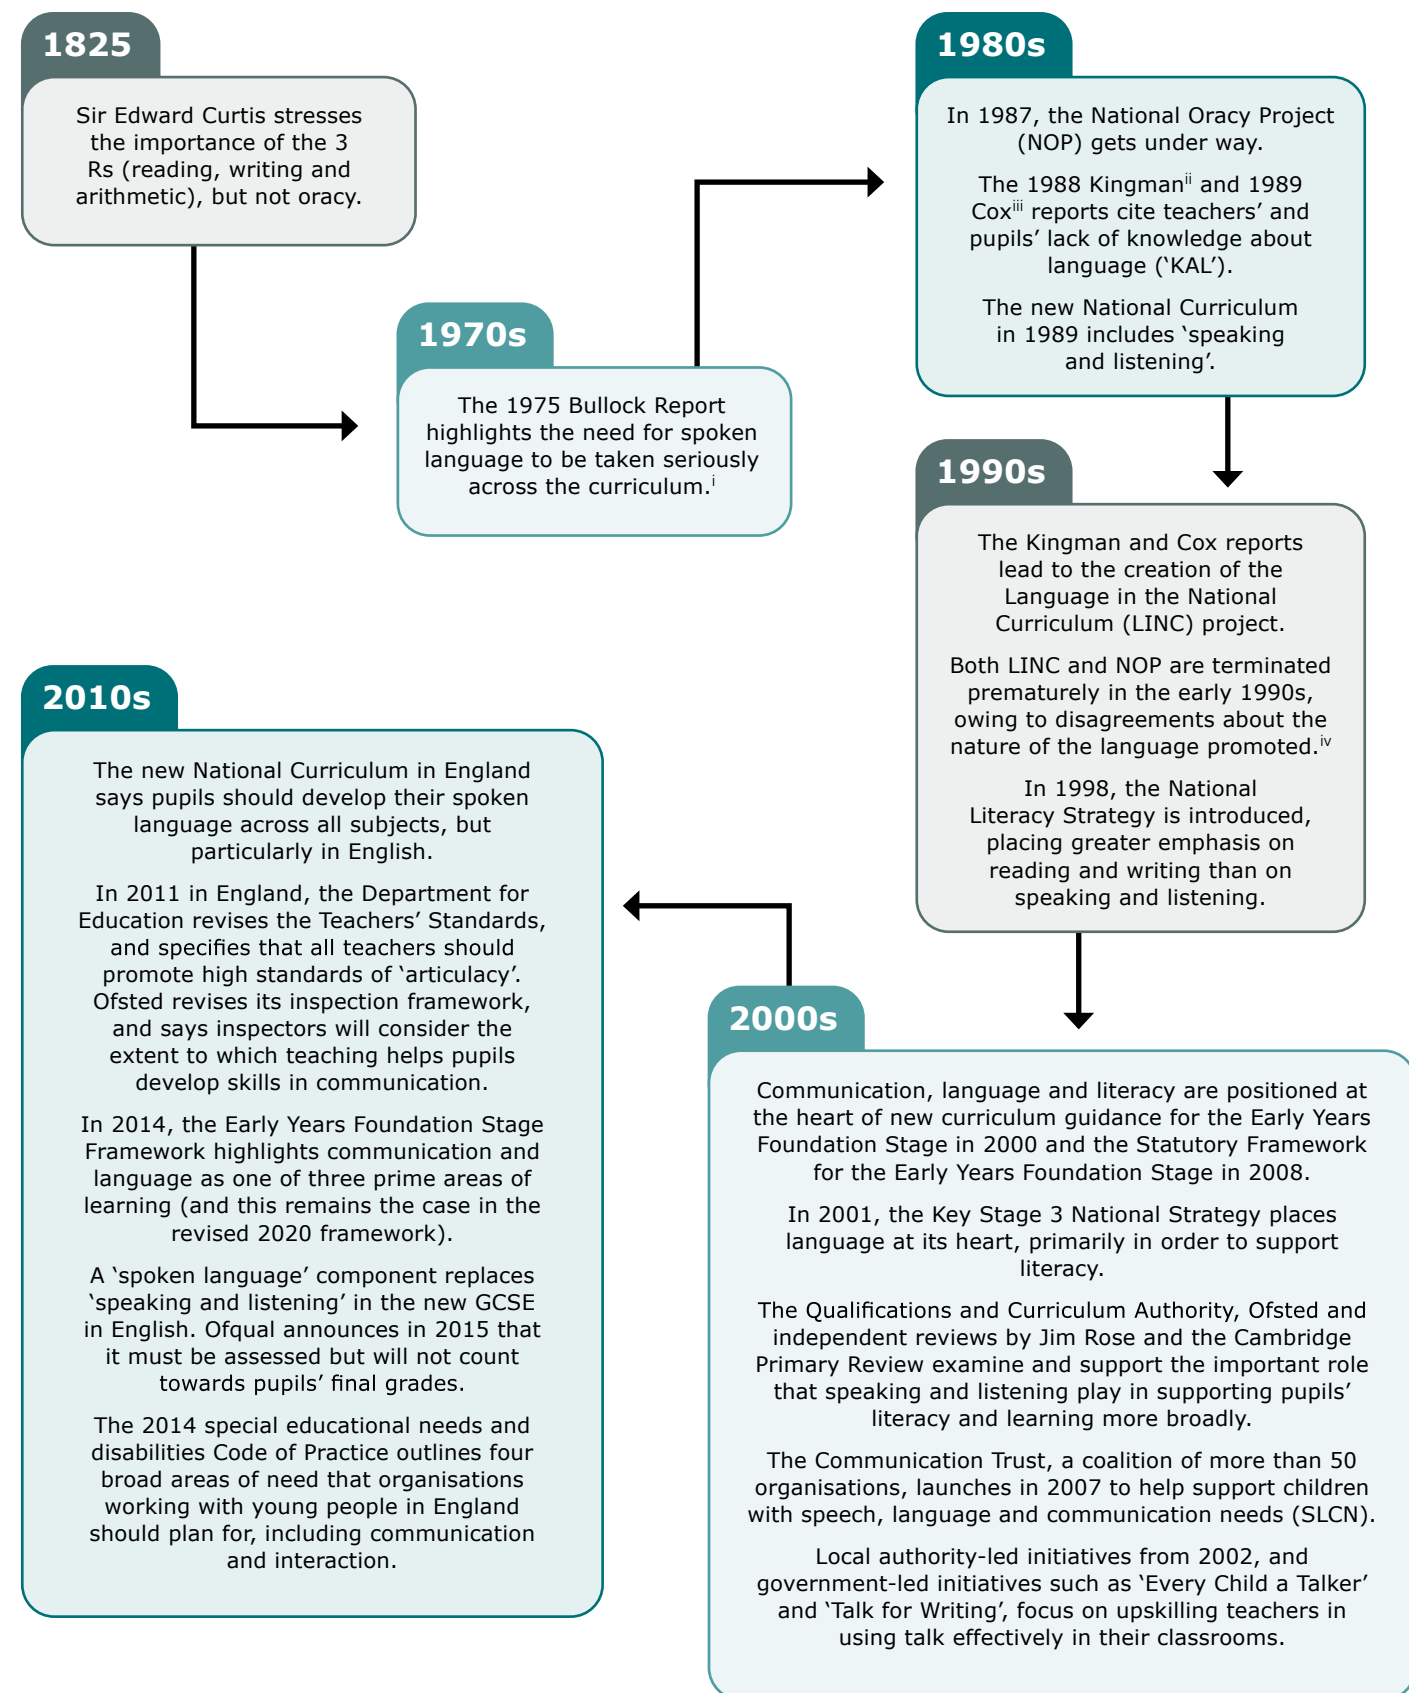 1825
Sir Edward Curtis stresses
the importance of the 3
Rs (reading, writing and
arithmetic), but not oracy.
1970s
The 1975 Bullock Report
highlights the need for spoken
language to be taken seriously
across the curriculum.i
1980s
In 1987, the National Oracy Project
(NOP) gets under way.
The 1988 Kingmanii and 1989
Coxiii reports cite teachers’ and
pupils’ lack of knowledge about
language (‘KAL’).
The new National Curriculum
in 1989 includes ‘speaking
and listening’.
1990s
The Kingman and Cox reports
lead to the creation of the
Language in the National
Curriculum (LINC) project.
Both LINC and NOP are terminated
prematurely in the early 1990s,
owing to disagreements about the
nature of the language promoted.iv
In 1998, the National
Literacy Strategy is introduced,
placing greater emphasis on
reading and writing than on
speaking and listening.
2000s
Communication, language and literacy are positioned at
the heart of new curriculum guidance for the Early Years
Foundation Stage in 2000 and the Statutory Framework
for the Early Years Foundation Stage in 2008.
In 2001, the Key Stage 3 National Strategy places
language at its heart, primarily in order to support
literacy.
The Qualifications and Curriculum Authority, Ofsted and
independent reviews by Jim Rose and the Cambridge
Primary Review examine and support the important role
that speaking and listening play in supporting pupils’
literacy and learning more broadly.
The Communication Trust, a coalition of more than 50
organisations, launches in 2007 to help support children
with speech, language and communication needs (SLCN).
Local authority-led initiatives from 2002, and
government-led initiatives such as ‘Every Child a Talker’
and ‘Talk for Writing’, focus on upskilling teachers in
using talk effectively in their classrooms.
2010s
The new National Curriculum in England
says pupils should develop their spoken
language across all subjects, but
particularly in English.
In 2011 in England, the Department for
Education revises the Teachers’ Standards,
and specifies that all teachers should
promote high standards of ‘articulacy’.
Ofsted revises its inspection framework,
and says inspectors will consider the
extent to which teaching helps pupils
develop skills in communication.
In 2014, the Early Years Foundation Stage
Framework highlights communication and
language as one of three prime areas of
learning (and this remains the case in the
revised 2020 framework).
A ‘spoken language’ component replaces
‘speaking and listening’ in the new GCSE
in English. Ofqual announces in 2015 that
it must be assessed but will not count
towards pupils’ final grades.
The 2014 special educational needs and
disabilities Code of Practice outlines four
broad areas of need that organisations
working with young people in England
should plan for, including communication
and interaction.